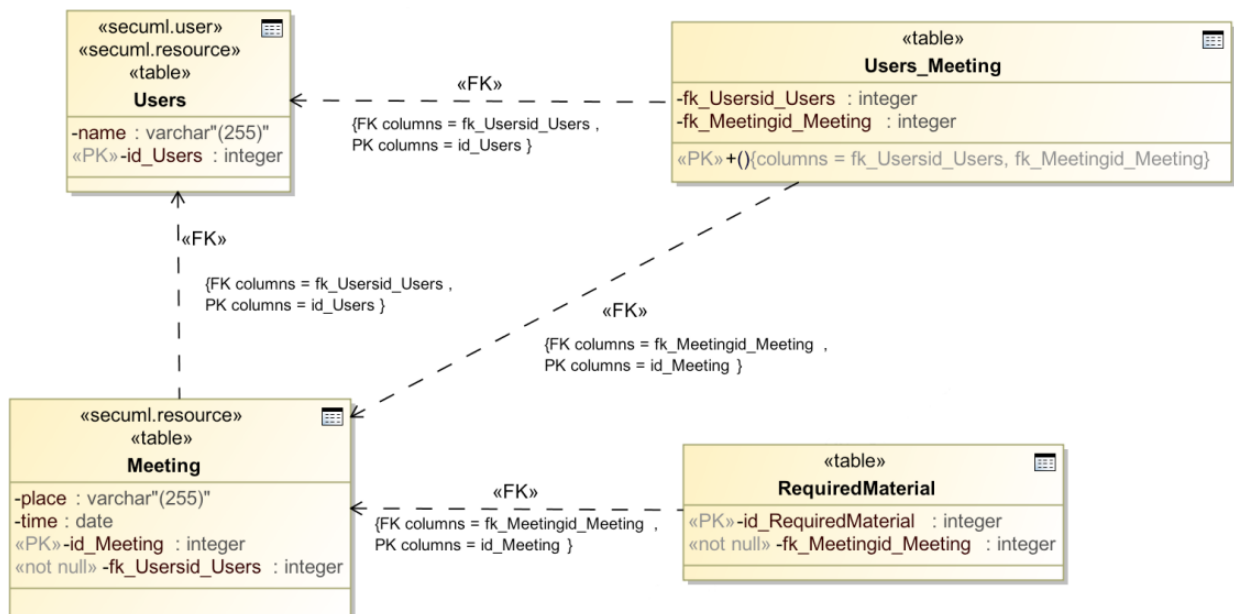 «secuml.user»
«secuml.resource»
«table»
Users
-name : varchar"(255)"
«PK»-id_Users : integer
«FK»
{FK columns = fk_Usersid_Users ,
PK columns = id_Users }
«table»
Users_Meeting
-fk_Usersid_Users : integer
-fk_Meetingid_Meeting : integer
«PK»+(){columns = fk_Usersid_Users, fk_Meetingid_Meeting}
«FK»
{FK columns = fk_Usersid_Users ,
PK columns = id_Users }
«FK»
{FK columns = fk_Meetingid_Meeting ,
PK columns = id_Meeting }
«secuml.resource»
«table»
Meeting
-place : varchar"(255)"
-time : date
«PK»-id_Meeting : integer
«not null» -fk_Usersid_Users : integer
«FK»
{FK columns = fk_Meetingid_Meeting ,
PK columns = id_Meeting }
«table»
RequiredMaterial
«PK»-id_RequiredMaterial : integer
«not null» -fk_Meetingid_Meeting : integer